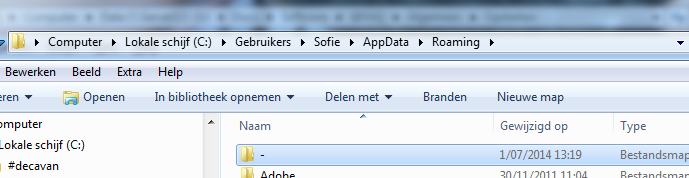 Computer Lokale schijf (C:) Gebruikers Sofie AppData Roaming
Bewerken Beeld Extra Help
eren Openen In bibliotheek opnemen Delen met Branden Nieuwe map
Naam Gewijzigd op Type
omputer
Lokale schijf (C:) - 1/07/2014 13:19 Bestandsmap
#decavan Adobe 30/11/2011 11:04 Bestandsmap